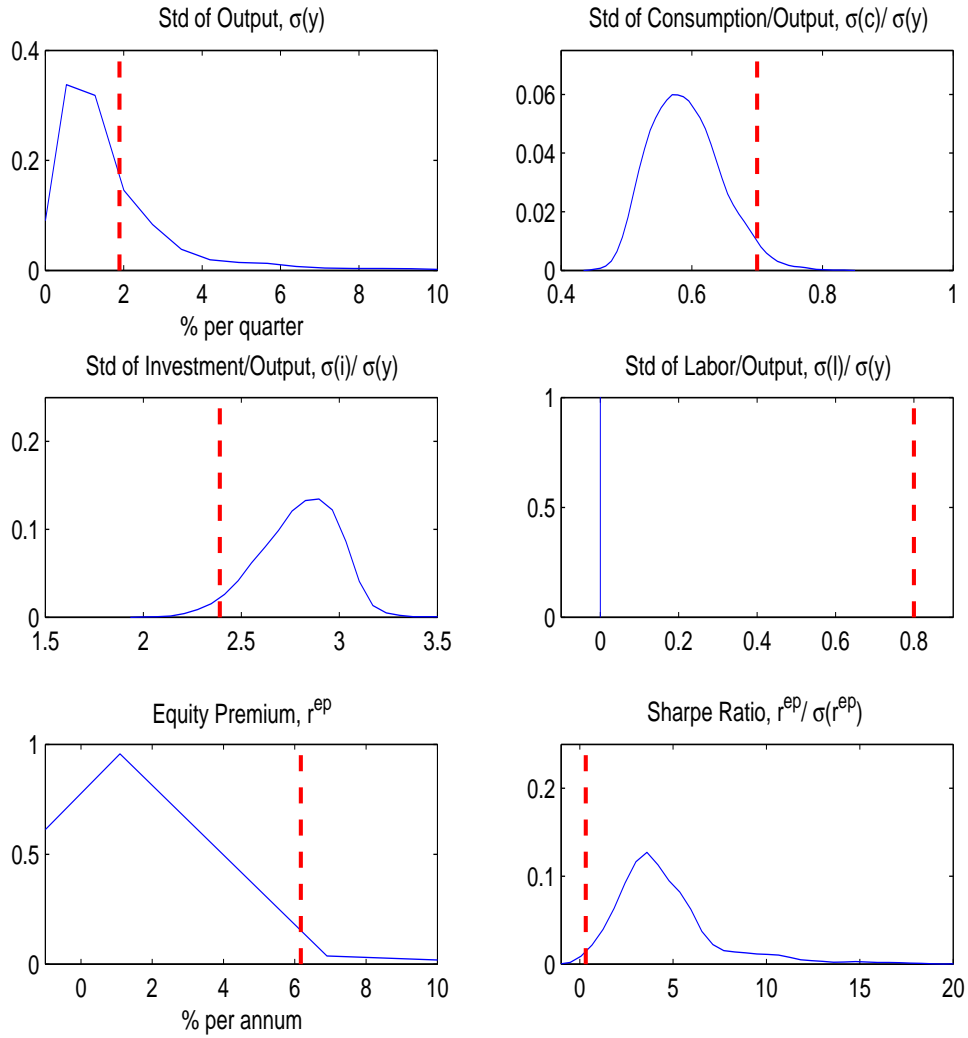 Std of Output, σ(y)
0.4
0.2
0
0 2 4 6 8 10
% per quarter
Std of Consumption/Output, σ(c)/ σ(y)
0.06
0.04
0.02
0
0.4 0.6 0.8 1
Std of Investment/Output, σ(i)/ σ(y)
0.2
0.1
0
1.5 2 2.5 3 3.5
Std of Labor/Output, σ(l)/ σ(y)
1
0.5
0
0 0.2 0.4 0.6 0.8
Equity Premium, r^ep
1
0.5
0
0 2 4 6 8 10
% per annum
Sharpe Ratio, r^ep/ σ(r^ep)
0.2
0.1
0
0 5 10 15 20